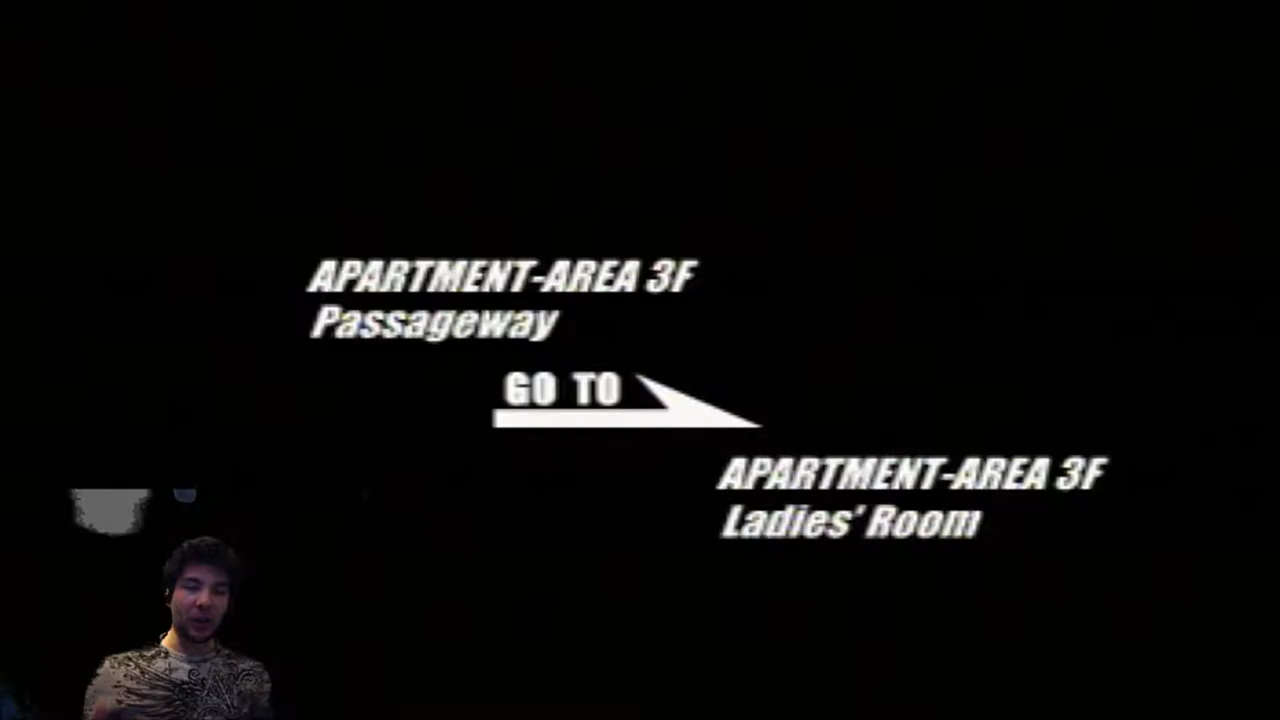 APARTMENT-AREA 3F
Passageway
GO TO
APARTMENT-AREA 3F
Ladies' Room